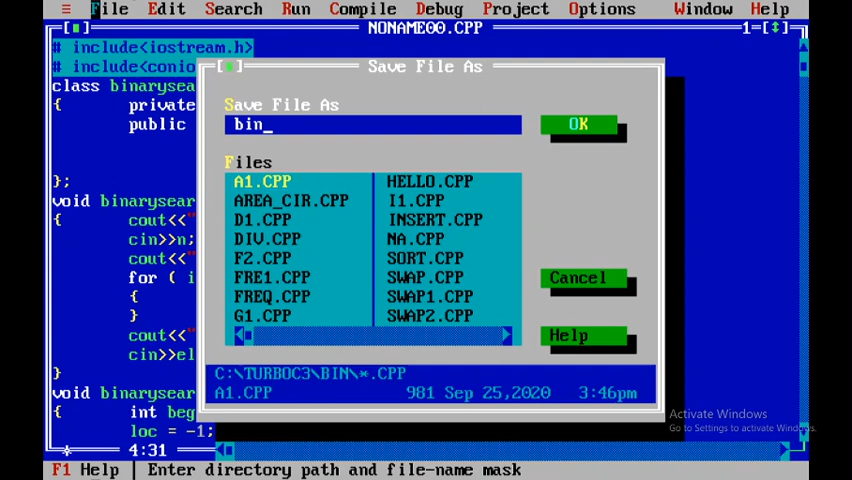 ≡ File Edit Search Run Compile Debug Project Options Window Help
NONAME00.CPP 1=[↕]
# include<iostream.h>
# include<conio
class binarysea
{ private
public
};
void binarysear
{ cout<<"
cin>>n;
cout<<"
for ( i
{
}
cout<<"
cin>>el
}
void binarysear
{ int beg
loc = -1;
4:31
Save File As
Save File As
bin_
OK
Files
A1.CPP HELLO.CPP
AREA_CIR.CPP I1.CPP
D1.CPP INSERT.CPP
DIV.CPP NA.CPP
F2.CPP SORT.CPP
FRE1.CPP SWAP.CPP
FREQ.CPP SWAP1.CPP
G1.CPP SWAP2.CPP
Cancel
Help
C:\TURBOC3\BIN\*.CPP
A1.CPP 981 Sep 25,2020 3:46pm
Activate Windows
Go to Settings to activate Windows.
F1 Help | Enter directory path and file-name mask